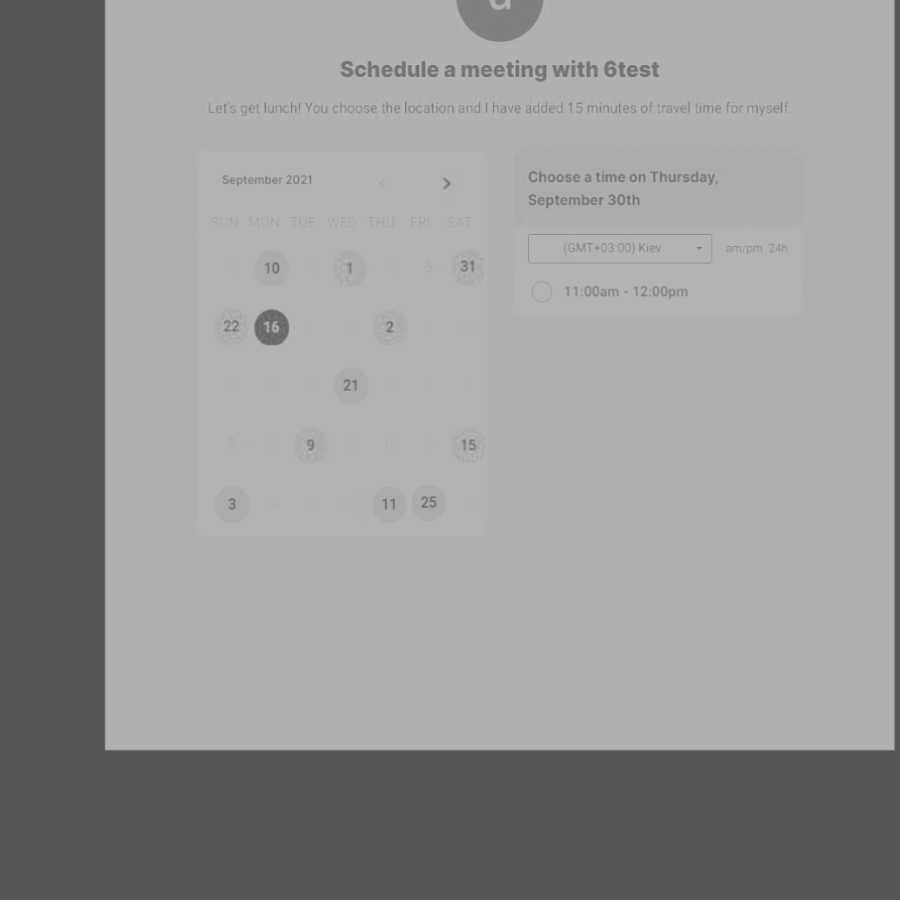 Schedule a meeting with 6test
Let's get lunch! You choose the location and I have added 15 minutes of travel time for myself.
September 2021
SUN MON TUE WED THU FRI SAT
10 1 5 31
22 16 2
21
5 9 15
3 11 25
Choose a time on Thursday,
September 30th
(GMT+03:00) Kiev am/pm 24h
11:00am - 12:00pm